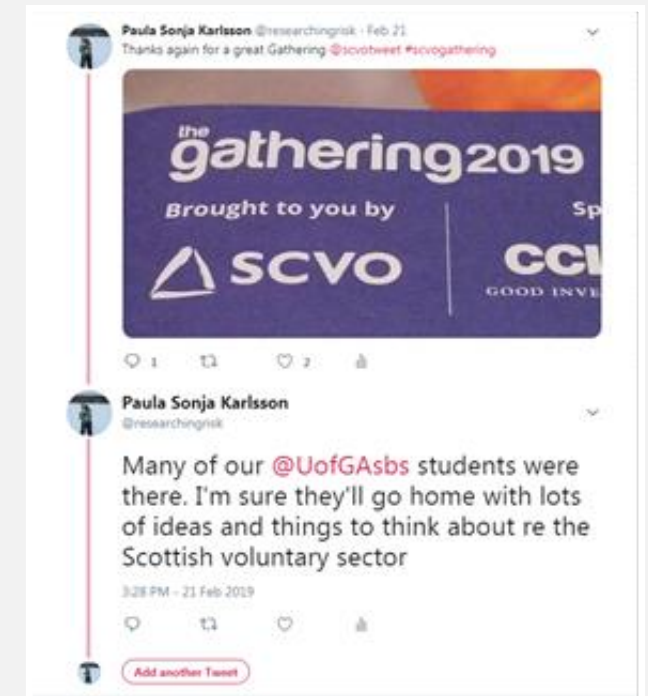 Paula Sonja Karlsson @researchingrisk · Feb 21
Thanks again for a great Gathering @scvotweet #scvogathering
the
gathering2019
Brought to you by
Sp
SCVO
CCL
GOOD INVE
1
2
Paula Sonja Karlsson
@researchingrisk
Many of our @UofGAsbs students were
there. I'm sure they'll go home with lots
of ideas and things to think about re the
Scottish voluntary sector
3:28 PM - 21 Feb 2019
Add another Tweet